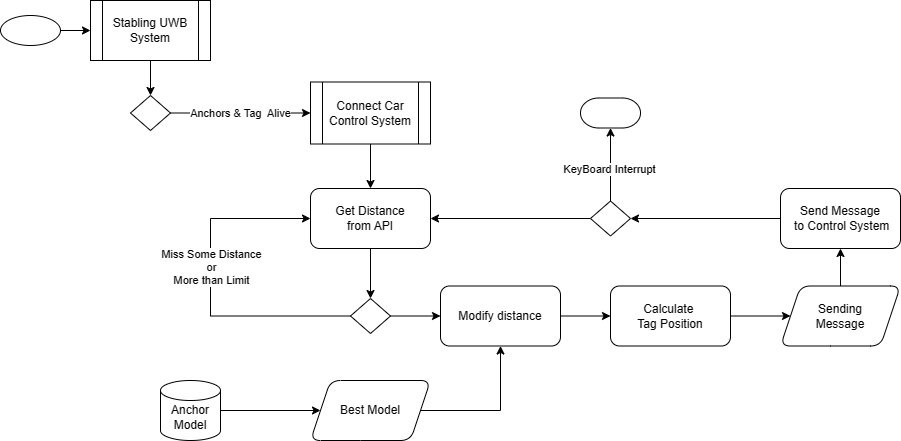 Stabling UWB
System
Anchors & Tag  Alive
Connect Car
Control System
KeyBoard Interrupt
Get Distance
from API
Send Message
to Control System
Miss Some Distance
or
More than Limit
Modify distance
Calculate
Tag Position
Sending
Message
Anchor
Model
Best Model